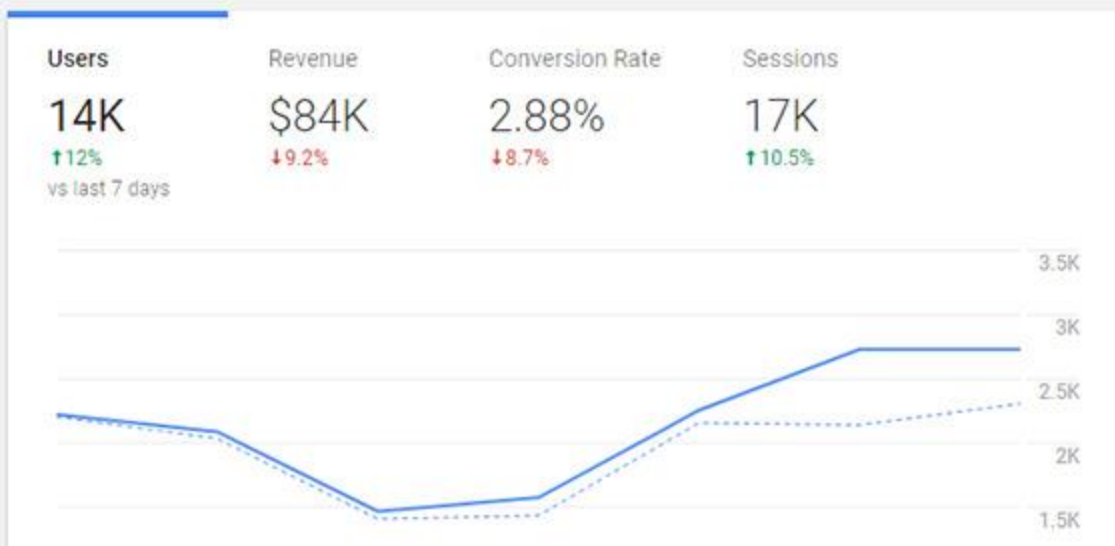 Users Revenue Conversion Rate Sessions
14K $84K 2.88% 17K
↑12% ↓9.2% ↓8.7% ↑10.5%
vs last 7 days
3.5K
3K
2.5K
2K
1.5K